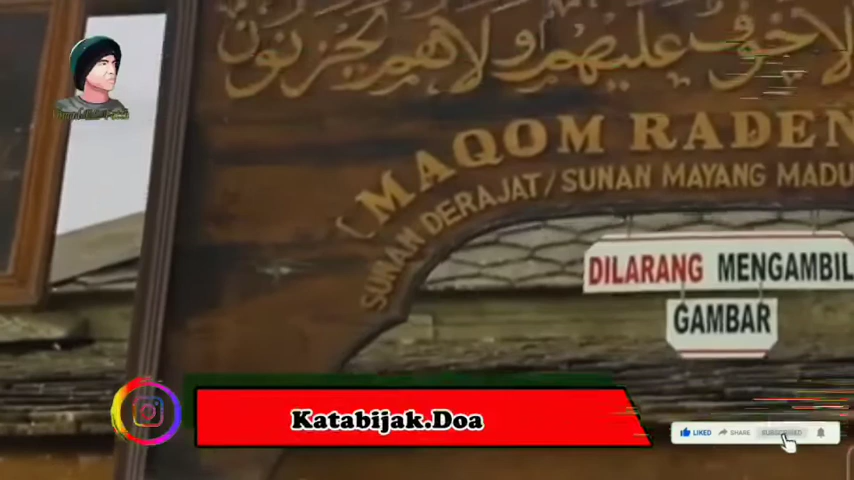 لاخوف عليهم ولاهم يحزنون
MAQOM RADEN
SUNAN DERAJAT/SUNAN MAYANG MADU
DILARANG MENGAMBIL
GAMBAR
Katabijak.Doa
LIKED SHARE SUBSCRIBED